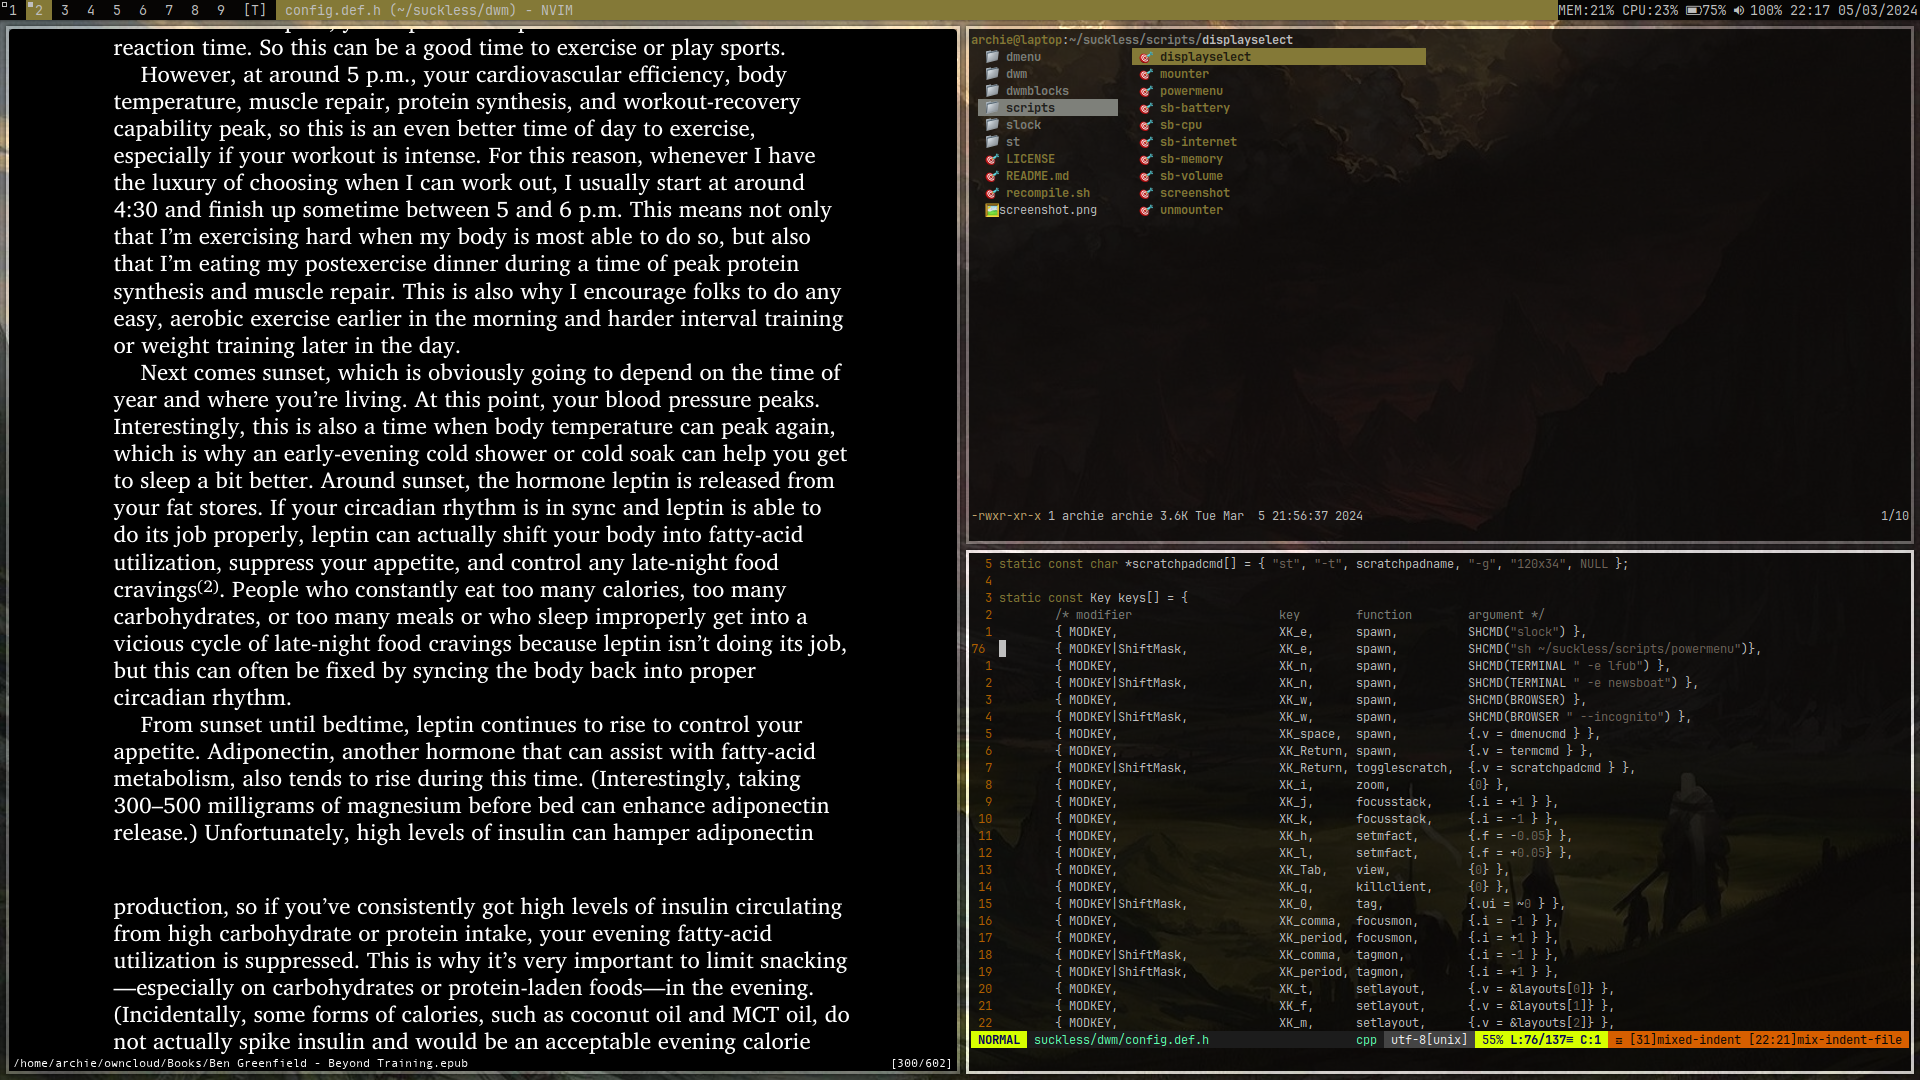 1 2 3 4 5 6 7 8 9 [T] config.def.h (~/suckless/dwm) - NVIM MEM:21% CPU:23% 75% 100% 22:17 05/03/2024
reaction time. So this can be a good time to exercise or play sports.
However, at around 5 p.m., your cardiovascular efficiency, body
temperature, muscle repair, protein synthesis, and workout-recovery
capability peak, so this is an even better time of day to exercise,
especially if your workout is intense. For this reason, whenever I have
the luxury of choosing when I can work out, I usually start at around
4:30 and finish up sometime between 5 and 6 p.m. This means not only
that I’m exercising hard when my body is most able to do so, but also
that I’m eating my postexercise dinner during a time of peak protein
synthesis and muscle repair. This is also why I encourage folks to do any
easy, aerobic exercise earlier in the morning and harder interval training
or weight training later in the day.
Next comes sunset, which is obviously going to depend on the time of
year and where you’re living. At this point, your blood pressure peaks.
Interestingly, this is also a time when body temperature can peak again,
which is why an early-evening cold shower or cold soak can help you get
to sleep a bit better. Around sunset, the hormone leptin is released from
your fat stores. If your circadian rhythm is in sync and leptin is able to
do its job properly, leptin can actually shift your body into fatty-acid
utilization, suppress your appetite, and control any late-night food
cravings(2). People who constantly eat too many calories, too many
carbohydrates, or too many meals or who sleep improperly get into a
vicious cycle of late-night food cravings because leptin isn’t doing its job,
but this can often be fixed by syncing the body back into proper
circadian rhythm.
From sunset until bedtime, leptin continues to rise to control your
appetite. Adiponectin, another hormone that can assist with fatty-acid
metabolism, also tends to rise during this time. (Interestingly, taking
300–500 milligrams of magnesium before bed can enhance adiponectin
release.) Unfortunately, high levels of insulin can hamper adiponectin
production, so if you’ve consistently got high levels of insulin circulating
from high carbohydrate or protein intake, your evening fatty-acid
utilization is suppressed. This is why it’s very important to limit snacking
—especially on carbohydrates or protein-laden foods—in the evening.
(Incidentally, some forms of calories, such as coconut oil and MCT oil, do
not actually spike insulin and would be an acceptable evening calorie
/home/archie/owncloud/Books/Ben Greenfield - Beyond Training.epub [300/602]
archie@laptop:~/suckless/scripts/displayselect
dmenu displayselect
dwm mounter
dwmblocks powermenu
scripts sb-battery
slock sb-cpu
st sb-internet
LICENSE sb-memory
README.md sb-volume
recompile.sh screenshot
screenshot.png unmounter
-rwxr-xr-x 1 archie archie 3.6K Tue Mar  5 21:56:37 2024 1/10
5 static const char *scratchpadcmd[] = { "st", "-t", scratchpadname, "-g", "120x34", NULL };
4
3 static const Key keys[] = {
2 /* modifier key function argument */
1 { MODKEY, XK_e, spawn, SHCMD("slock") },
76 { MODKEY|ShiftMask, XK_e, spawn, SHCMD("sh ~/suckless/scripts/powermenu")},
1 { MODKEY, XK_n, spawn, SHCMD(TERMINAL " -e lfub") },
2 { MODKEY|ShiftMask, XK_n, spawn, SHCMD(TERMINAL " -e newsboat") },
3 { MODKEY, XK_w, spawn, SHCMD(BROWSER) },
4 { MODKEY|ShiftMask, XK_w, spawn, SHCMD(BROWSER " --incognito") },
5 { MODKEY, XK_space, spawn, {.v = dmenucmd } },
6 { MODKEY, XK_Return, spawn, {.v = termcmd } },
7 { MODKEY|ShiftMask, XK_Return, togglescratch, {.v = scratchpadcmd } },
8 { MODKEY, XK_i, zoom, {0} },
9 { MODKEY, XK_j, focusstack, {.i = +1 } },
10 { MODKEY, XK_k, focusstack, {.i = -1 } },
11 { MODKEY, XK_h, setmfact, {.f = -0.05} },
12 { MODKEY, XK_l, setmfact, {.f = +0.05} },
13 { MODKEY, XK_Tab, view, {0} },
14 { MODKEY, XK_q, killclient, {0} },
15 { MODKEY|ShiftMask, XK_0, tag, {.ui = ~0 } },
16 { MODKEY, XK_comma, focusmon, {.i = -1 } },
17 { MODKEY, XK_period, focusmon, {.i = +1 } },
18 { MODKEY|ShiftMask, XK_comma, tagmon, {.i = -1 } },
19 { MODKEY|ShiftMask, XK_period, tagmon, {.i = +1 } },
20 { MODKEY, XK_t, setlayout, {.v = &layouts[0]} },
21 { MODKEY, XK_f, setlayout, {.v = &layouts[1]} },
22 { MODKEY, XK_m, setlayout, {.v = &layouts[2]} },
NORMAL suckless/dwm/config.def.h cpp utf-8[unix] 55% L:76/137≡ C:1 ≡ [31]mixed-indent [22:21]mix-indent-file